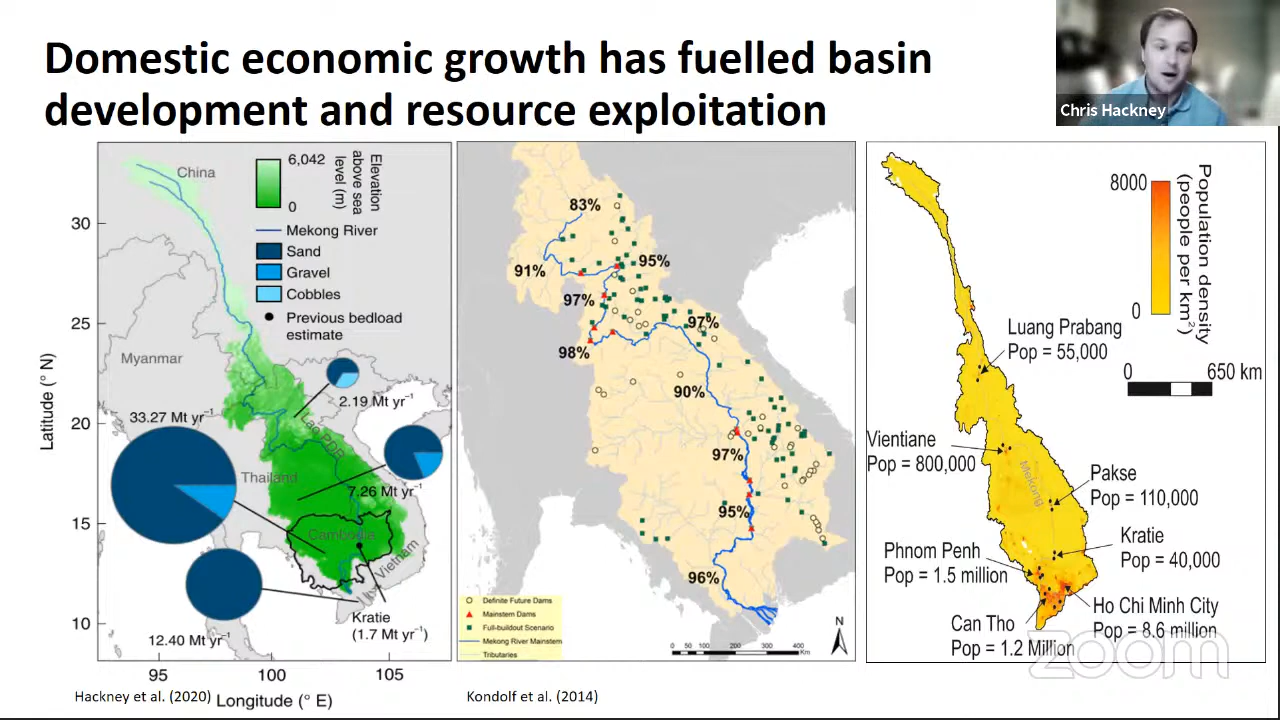 Domestic economic growth has fuelled basin
development and resource exploitation
Chris Hackney
China
6,042
0
Elevation
above sea
level (m)
Mekong River
Sand
Gravel
Cobbles
Previous bedload
estimate
30
25
20
15
10
Latitude (° N)
Myanmar
33.27 Mt yr⁻¹
2.19 Mt yr⁻¹
Lao PDR
Thailand
7.26 Mt yr⁻¹
Cambodia
Vietnam
12.40 Mt yr⁻¹
Kratie
(1.7 Mt yr⁻¹)
95
100
105
Longitude (° E)
Hackney et al. (2020)
83%
91%
95%
97%
97%
98%
90%
97%
95%
96%
Definite Future Dams
Mainstem Dams
Full-buildout Scenario
Mekong River Mainstem
Tributaries
0 50 100 200 300 400
Km
N
Kondolf et al. (2014)
8000
0
Population density
(people per km²)
0 650 km
Luang Prabang
Pop = 55,000
Vientiane
Pop = 800,000
Mekong
Pakse
Pop = 110,000
Kratie
Pop = 40,000
Phnom Penh
Pop = 1.5 million
Ho Chi Minh City
Pop = 8.6 million
Can Tho
Pop = 1.2 Million
zoom